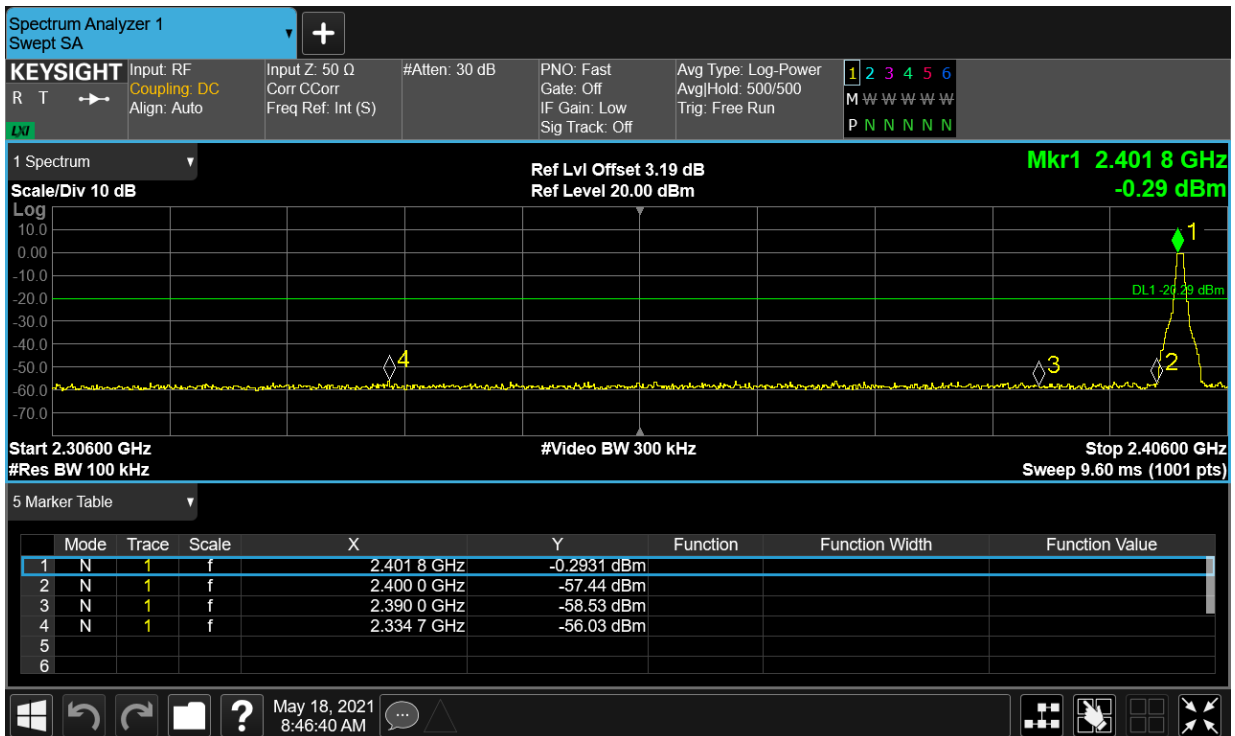 Spectrum Analyzer 1
Swept SA
KEYSIGHT
R T
LXI
Input: RF
Coupling: DC
Align: Auto
Input Z: 50 Ω
Corr CCorr
Freq Ref: Int (S)
#Atten: 30 dB
PNO: Fast
Gate: Off
IF Gain: Low
Sig Track: Off
Avg Type: Log-Power
Avg|Hold: 500/500
Trig: Free Run
1 2 3 4 5 6
M W W W W W
P N N N N N
1 Spectrum
Scale/Div 10 dB
Ref Lvl Offset 3.19 dB
Ref Level 20.00 dBm
Mkr1 2.401 8 GHz
-0.29 dBm
Log
10.0
0.00
-10.0
-20.0
-30.0
-40.0
-50.0
-60.0
-70.0
1
DL1 -20.29 dBm
4
3
2
Start 2.30600 GHz
#Video BW 300 kHz
Stop 2.40600 GHz
#Res BW 100 kHz
Sweep 9.60 ms (1001 pts)
5 Marker Table
Mode Trace Scale X Y Function Function Width Function Value
1 N 1 f 2.401 8 GHz -0.2931 dBm
2 N 1 f 2.400 0 GHz -57.44 dBm
3 N 1 f 2.390 0 GHz -58.53 dBm
4 N 1 f 2.334 7 GHz -56.03 dBm
5
6
?
May 18, 2021
8:46:40 AM